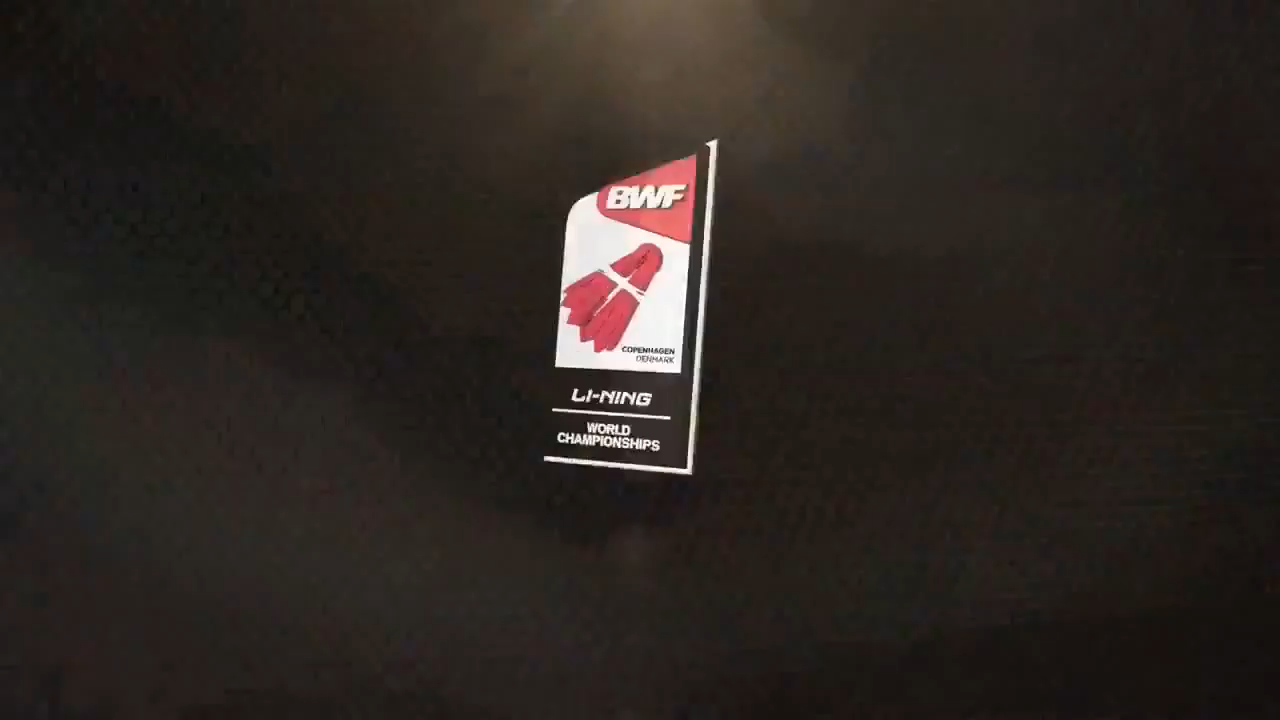 BWF
COPENHAGEN
DENMARK
LI-NING
WORLD
CHAMPIONSHIPS